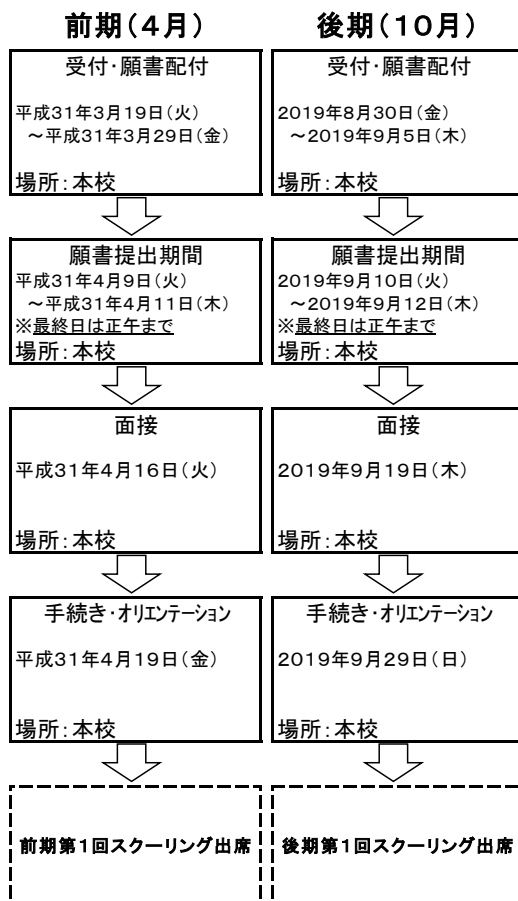 前期(4月)
受付・願書配付
平成31年3月19日(火)
～平成31年3月29日(金)
場所:本校
願書提出期間
平成31年4月9日(火)
～平成31年4月11日(木)
※最終日は正午まで
場所:本校
面接
平成31年4月16日(火)
場所:本校
手続き・オリエンテーション
平成31年4月19日(金)
場所:本校
前期第1回スクーリング出席
後期(10月)
受付・願書配付
2019年8月30日(金)
～2019年9月5日(木)
場所:本校
願書提出期間
2019年9月10日(火)
～2019年9月12日(木)
※最終日は正午まで
場所:本校
面接
2019年9月19日(木)
場所:本校
手続き・オリエンテーション
2019年9月29日(日)
場所:本校
後期第1回スクーリング出席